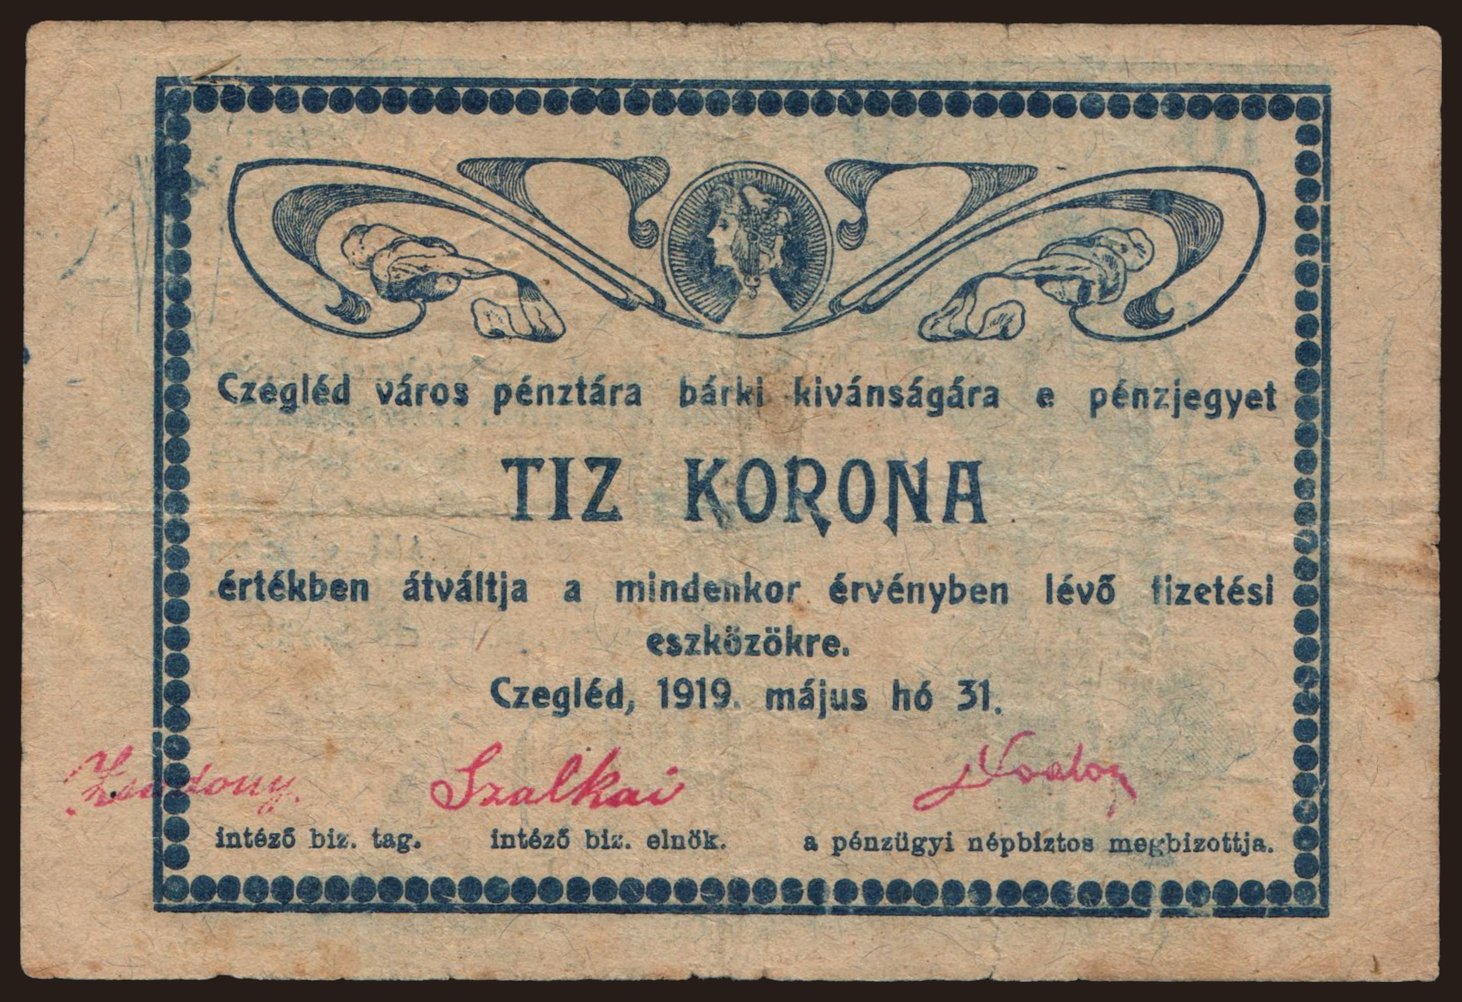 Czegléd város pénztára bárki kivánságára e pénzjegyet
TIZ KORONA
értékben átváltja a mindenkor érvényben lévő fizetési
eszközökre.
Czegléd, 1919. május hó 31.
Szalkai
intéző biz. tag. intéző biz. elnök. a pénzügyi népbiztos megbizottja.